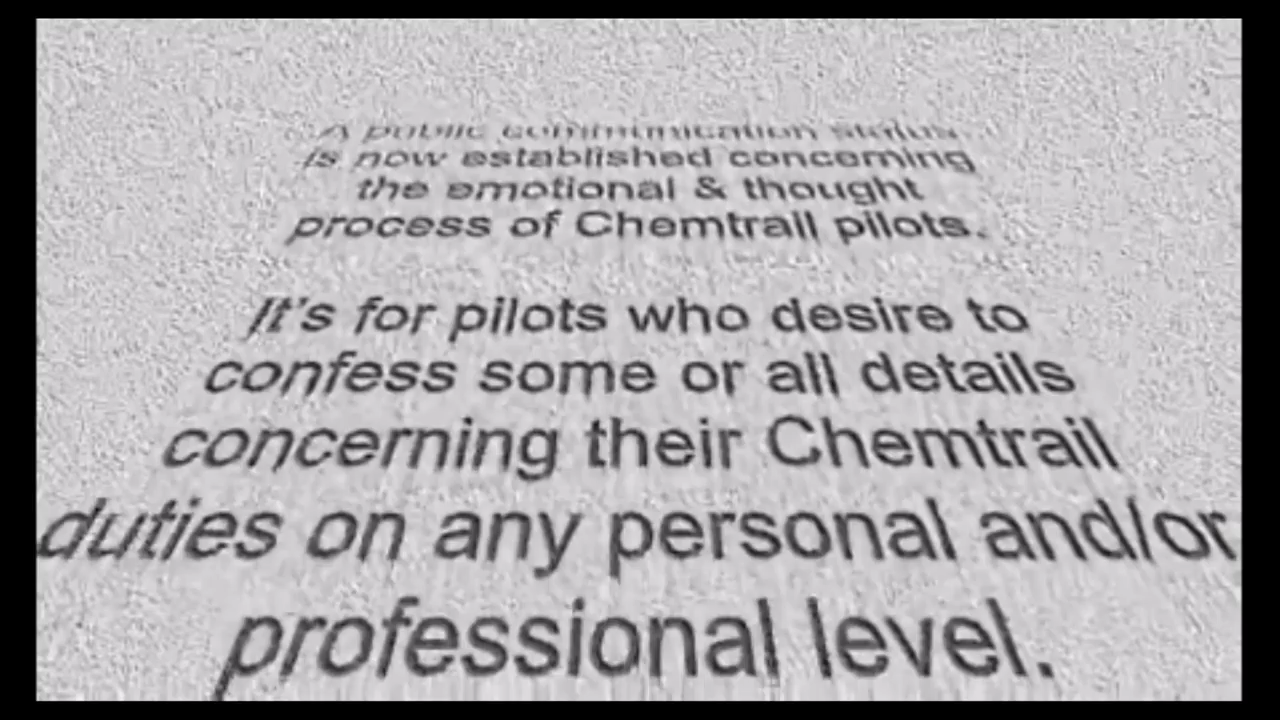 A public communication status
is now established concerning
the emotional & thought
process of Chemtrail pilots.
It's for pilots who desire to
confess some or all details
concerning their Chemtrail
duties on any personal and/or
professional level.